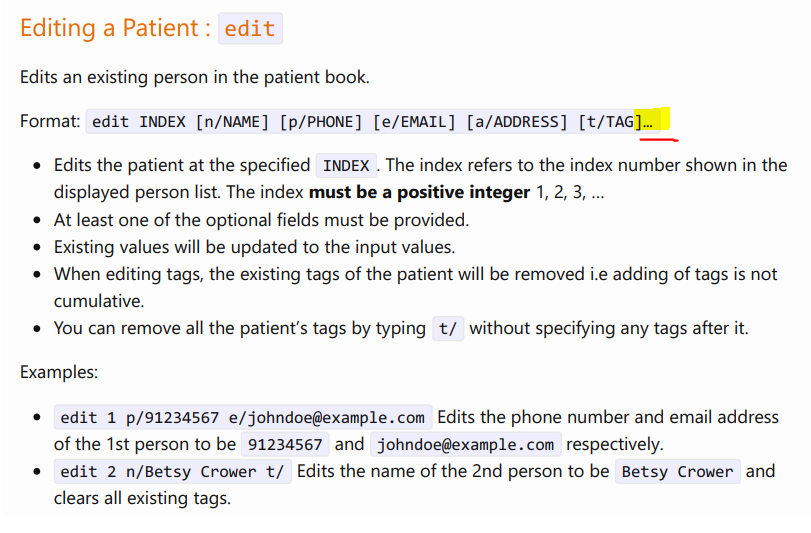 Editing a Patient : edit
Edits an existing person in the patient book.
Format: edit INDEX [n/NAME] [p/PHONE] [e/EMAIL] [a/ADDRESS] [t/TAG]…
• Edits the patient at the specified INDEX. The index refers to the index number shown in the
displayed person list. The index must be a positive integer 1, 2, 3, …
• At least one of the optional fields must be provided.
• Existing values will be updated to the input values.
• When editing tags, the existing tags of the patient will be removed i.e adding of tags is not
cumulative.
• You can remove all the patient’s tags by typing t/ without specifying any tags after it.
Examples:
• edit 1 p/91234567 e/johndoe@example.com Edits the phone number and email address
of the 1st person to be 91234567 and johndoe@example.com respectively.
• edit 2 n/Betsy Crower t/ Edits the name of the 2nd person to be Betsy Crower and
clears all existing tags.